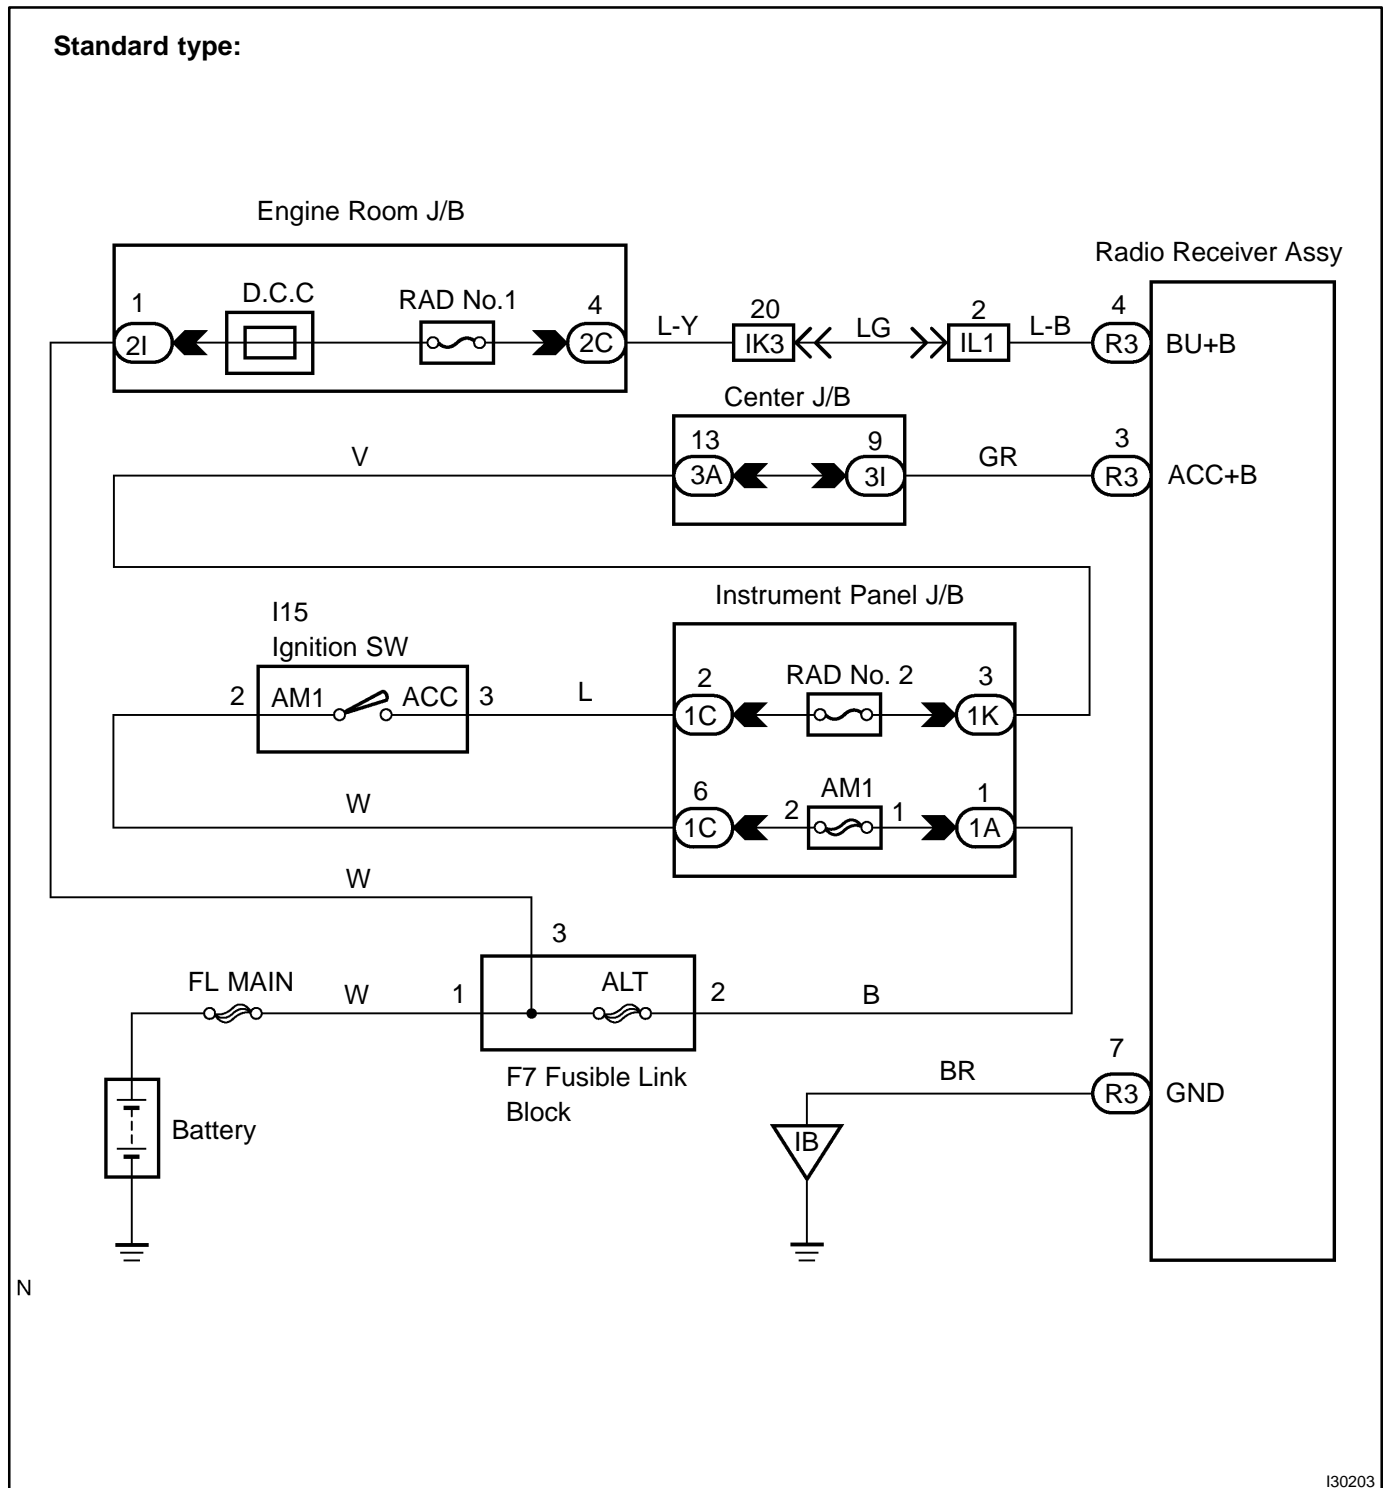 Standard type:
Engine Room J/B
Radio Receiver Assy
1
D.C.C
RAD No.1
4
20
2
4
2I
2C
L-Y
IK3
LG
IL1
L-B
R3
BU+B
Center J/B
V
13
9
GR
3
3A
3I
R3
ACC+B
I15
Ignition SW
Instrument Panel J/B
2
AM1
ACC
3
L
2
RAD No. 2
3
1C
1K
W
6
2
AM1
1
1
1C
1A
W
3
FL MAIN
W
1
ALT
2
B
F7 Fusible Link
Block
Battery
BR
7
R3
GND
IB
N
I30203